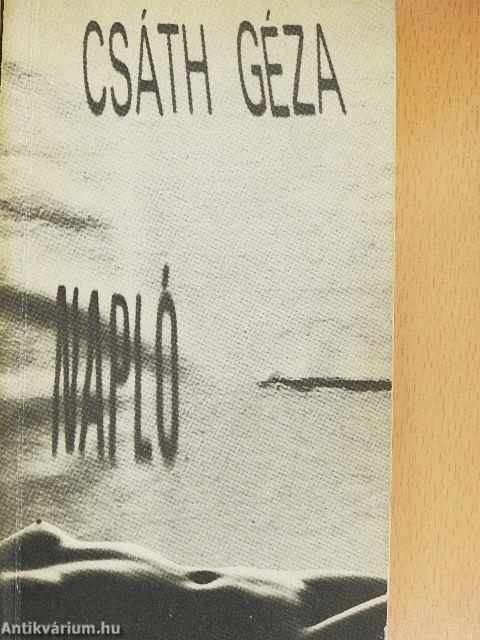 CSÁTH GÉZA
NAPLÓ
Antikvárium.hu